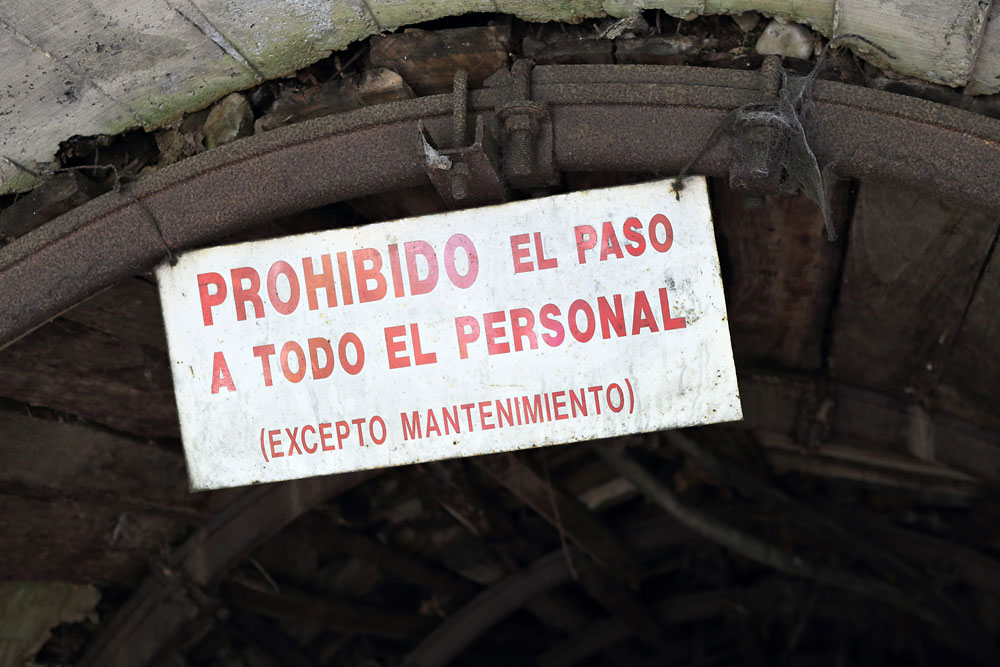 PROHIBIDO EL PASO
A TODO EL PERSONAL
(EXCEPTO MANTENIMIENTO)